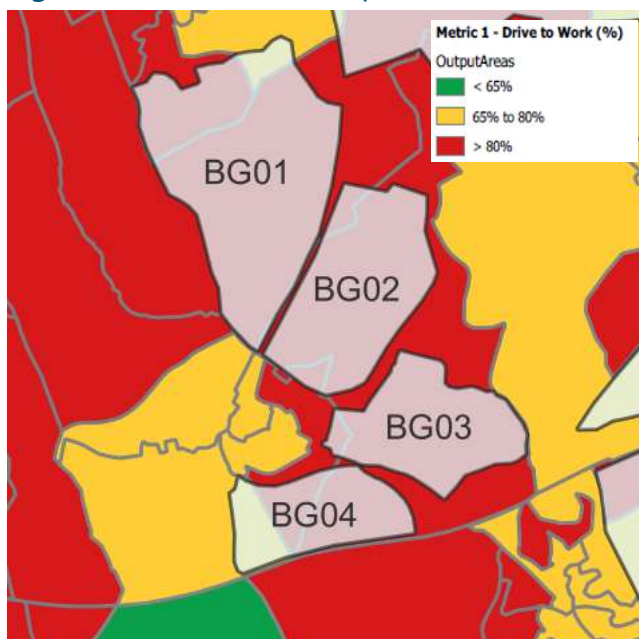 Metric 1 - Drive to Work (%)
OutputAreas
< 65%
65% to 80%
> 80%
BG01
BG02
BG03
BG04